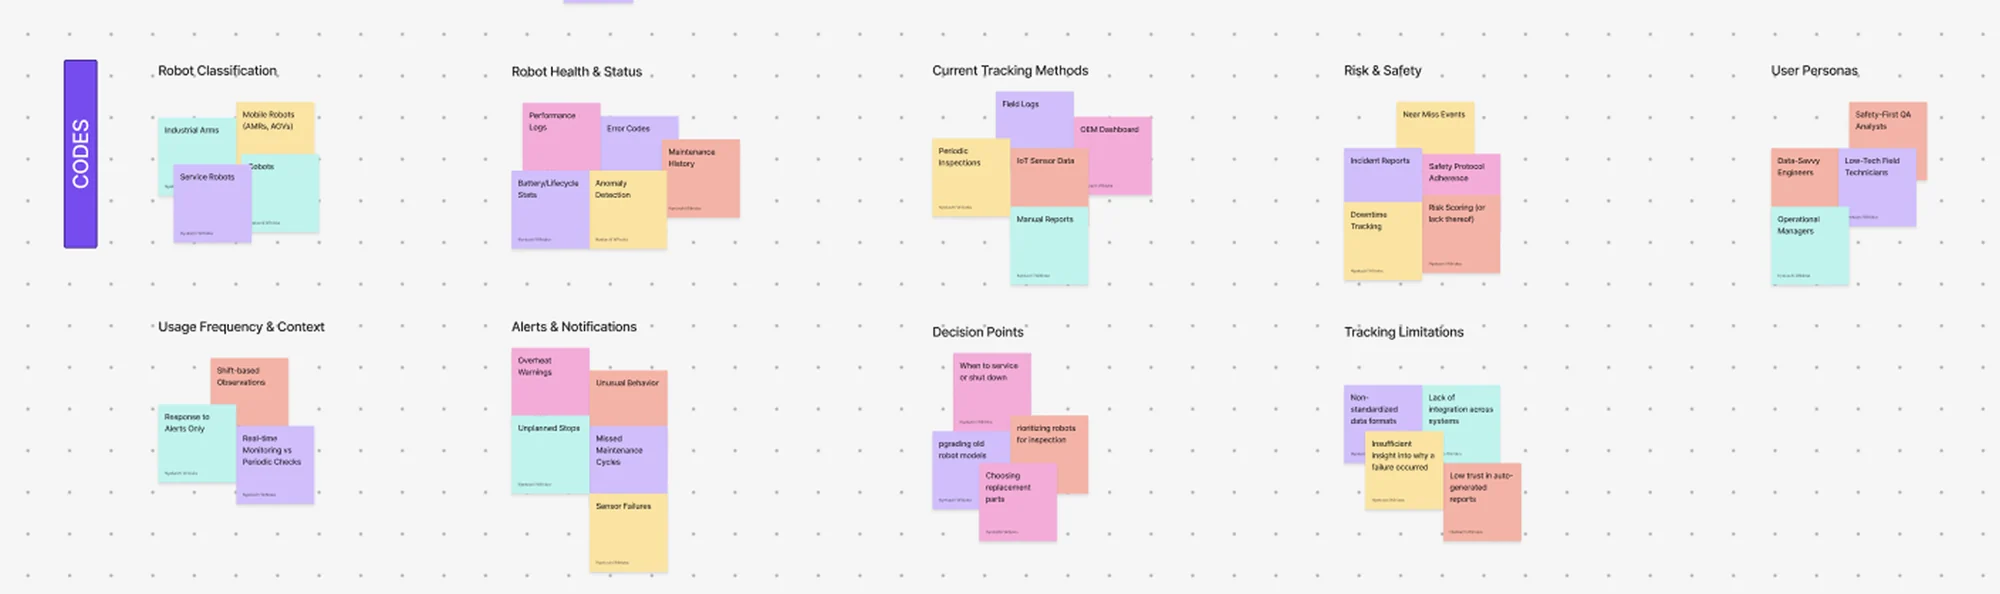 CODES
Robot Classification
Industrial Arms
Mobile Robots
(AMRs, AGVs)
Cobots
Service Robots
Robot Health & Status
Performance
Logs
Error Codes
Maintenance
History
Battery/Lifecycle
Stats
Anomaly
Detection
Current Tracking Methods
Field Logs
OEM Dashboard
Periodic
Inspections
IoT Sensor Data
Manual Reports
Risk & Safety
Near Miss Events
Incident Reports
Safety Protocol
Adherence
Downtime
Tracking
Risk Scoring (or
lack thereof)
User Personas
Safety-First QA
Analysts
Data-Savvy
Engineers
Low-Tech Field
Technicians
Operational
Managers
Usage Frequency & Context
Shift-based
Observations
Response to
Alerts Only
Real-time
Monitoring vs
Periodic Checks
Alerts & Notifications
Overheat
Warnings
Unusual Behavior
Unplanned Stops
Missed
Maintenance
Cycles
Sensor Failures
Decision Points
When to service
or shut down
rioritizing robots
for inspection
pgrading old
robot models
Choosing
replacement
parts
Tracking Limitations
Non-
standardized
data formats
Lack of
integration across
systems
Insufficient
insight into why a
failure occurred
Low trust in auto-
generated
reports